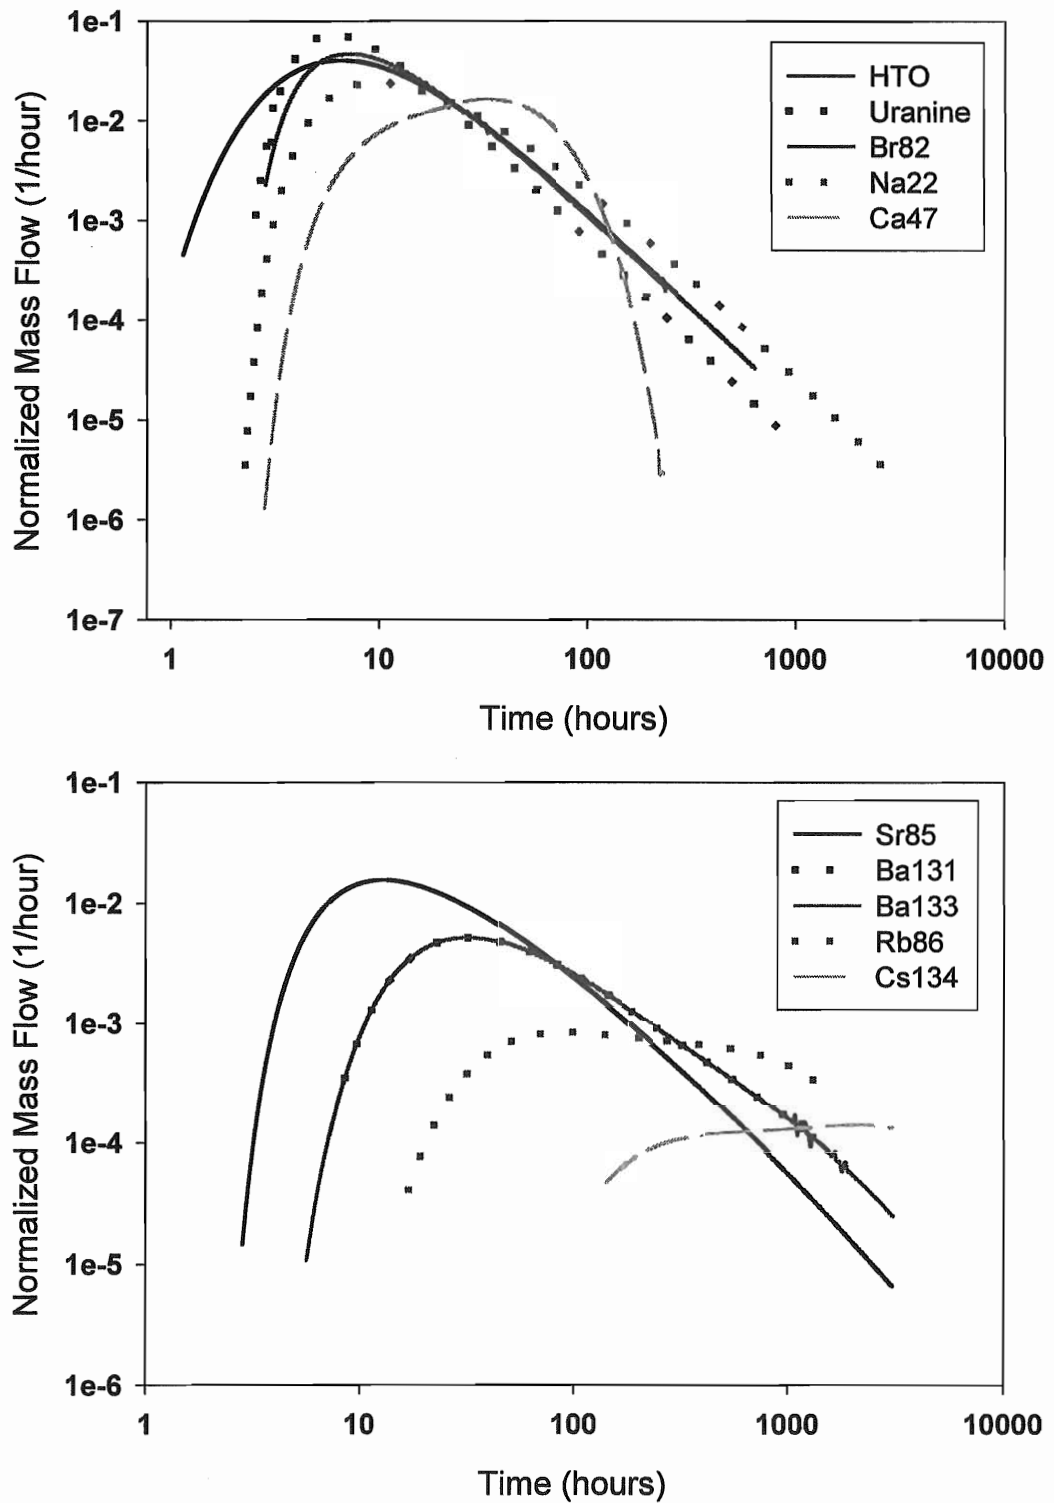 1e-1
1e-2
1e-3
1e-4
1e-5
1e-6
1e-7
Normalized Mass Flow (1/hour)
HTO
Uranine
Br82
Na22
Ca47
1 10 100 1000 10000
Time (hours)
1e-1
1e-2
1e-3
1e-4
1e-5
1e-6
Normalized Mass Flow (1/hour)
Sr85
Ba131
Ba133
Rb86
Cs134
1 10 100 1000 10000
Time (hours)